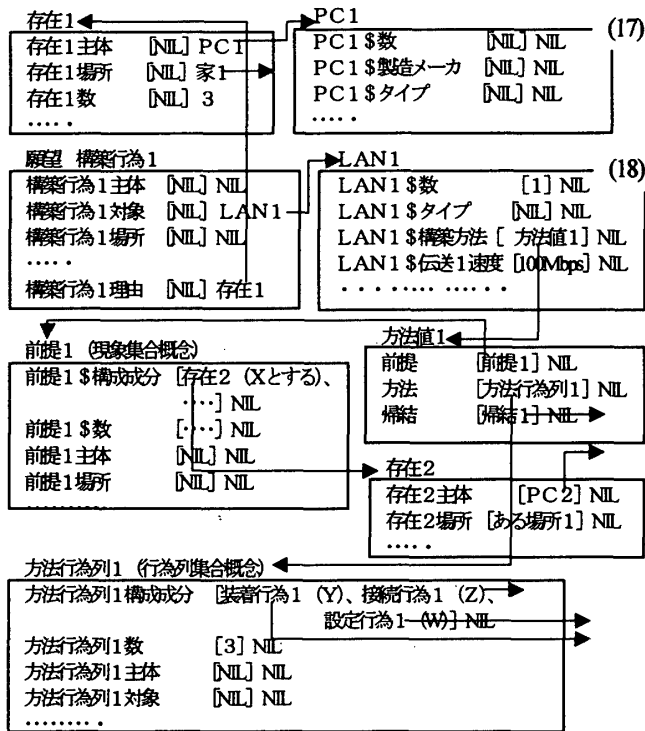 存在1
存在1主体 [NIL] PC1
存在1場所 [NIL] 家1
存在1数 [NIL] 3
.....
PC1
(17)
PC1$数 [NIL] NIL
PC1$製造メーカ [NIL] NIL
PC1$タイプ [NIL] NIL
.....
願望 構築行為1
構築行為1主体 [NIL] NIL
構築行為1対象 [NIL] LAN1
構築行為1場所 [NIL] NIL
.....
構築行為1理由 [NIL] 存在1
LAN1
(18)
LAN1$数 [1] NIL
LAN1$タイプ [NIL] NIL
LAN1$構築方法 [方法値1] NIL
LAN1$伝送1速度 [100Mbps] NIL
...........
前提1 (現象集合概念)
前提1$構成成分 [存在2 (Xとする)、
....] NIL
前提1$数 [....] NIL
前提1主体 [NIL] NIL
前提1場所 [NIL] NIL
.........
方法値1
前提 [前提1] NIL
方法 [方法行為列1] NIL
帰結 [帰結1] NIL
存在2
存在2主体 [PC2] NIL
存在2場所 [ある場所1] NIL
.....
方法行為列1 (行為列集合概念)
方法行為列1構成成分 [装着行為1 (Y)、接続行為1 (Z)、
設定行為1 (W)] NIL
方法行為列1数 [3] NIL
方法行為列1主体 [NIL] NIL
方法行為列1対象 [NIL] NIL
.........